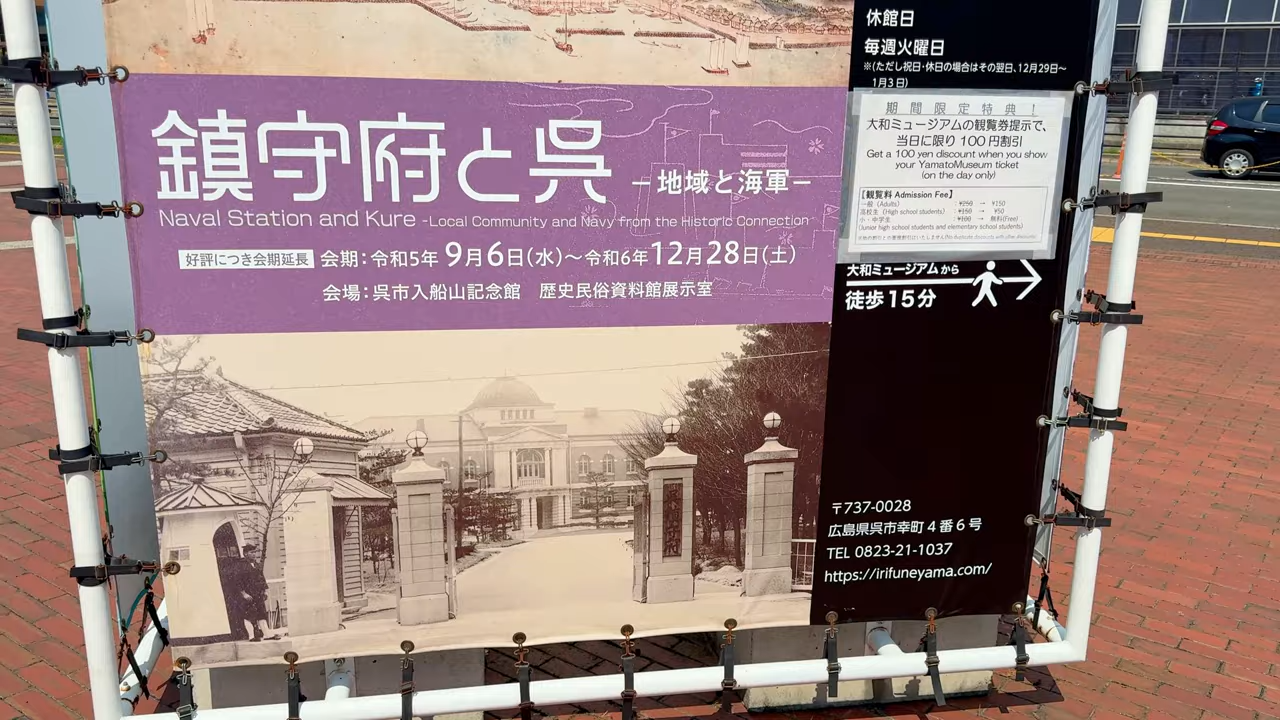 鎮守府と呉
−地域と海軍−
Naval Station and Kure -Local Community and Navy from the Historic Connection-
好評につき会期延長 会期：令和5年 9月6日(水)〜令和6年12月28日(土)
会場：呉市入船山記念館 歴史民俗資料館展示室
休館日
毎週火曜日
※(ただし祝日・休日の場合はその翌日、12月29日〜
1月3日)
期間限定特典！
大和ミュージアムの観覧券提示で、
当日に限り100円割引
Get a 100 yen discount when you show
your YamatoMuseum ticket
(on the day only)
【観覧料 Admission Fee】
一般 (Adults) : ¥250 → ¥150
高校生 (High school students) : ¥150 → ¥50
小・中学生 : ¥100 → 無料(Free)
(Junior high school students and elementary school students)
大和ミュージアムから
徒歩15分
〒737-0028
広島県呉市幸町4番6号
TEL 0823-21-1037
https://irifuneyama.com/